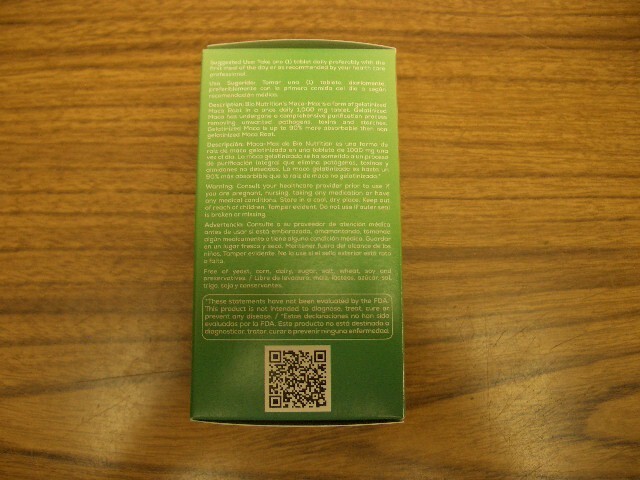 Suggested Use: Take one (1) tablet daily preferably with the
first meal of the day or as recommended by your health care
professional.
Uso Sugerido: Tomar una (1) tableta diariamente,
preferiblemente con la primera comida del día o según
recomendación médica.
Description: Bio Nutrition's Maca-Mist is a form of gelatinized
Maca Root in a once daily 1,000 mg tablet. Gelatinized
Maca has undergone a comprehensive purification process
removing unwanted pathogens, toxins and starches.
Gelatinized Maca is up to 90% more absorbable than non
gelatinized Maca Root.
Descripción: Maca-Mist de Bio Nutrition es una forma de
raíz de maca gelatinizada en una tableta de 1000 mg una
vez al día. La maca gelatinizada se ha sometido a un proceso
de purificación integral que elimina patógenos, toxinas y
almidones no deseados. La maca gelatinizada es hasta un
90% más absorbible que la raíz de maca no gelatinizada."
Warning: Consult your healthcare provider prior to use if
you are pregnant, nursing, taking any medication or have
any medical conditions. Store in a cool, dry place. Keep out
of reach of children. Tamper evident. Do not use if outer seal
is broken or missing.
Advertencia: Consulte a su proveedor de atención médica
antes de usar si está embarazada, amamantando, tomando
algún medicamento o tiene alguna condición médica. Guardar
en un lugar fresco y seco. Mantener fuera del alcance de los
niños. Tamper evidente. No lo use si el sello exterior está roto
o falta.
Free of yeast, corn, dairy, sugar, salt, wheat, soy and
preservatives. / Libre de levadura, maíz, lácteos, azúcar, sal,
trigo, soja y conservantes.
*These statements have not been evaluated by the FDA.
This product is not intended to diagnose, treat, cure or
prevent any disease. / *Estas declaraciones no han sido
evaluadas por la FDA. Este producto no está destinado a
diagnosticar, tratar, curar o prevenir ninguna enfermedad.